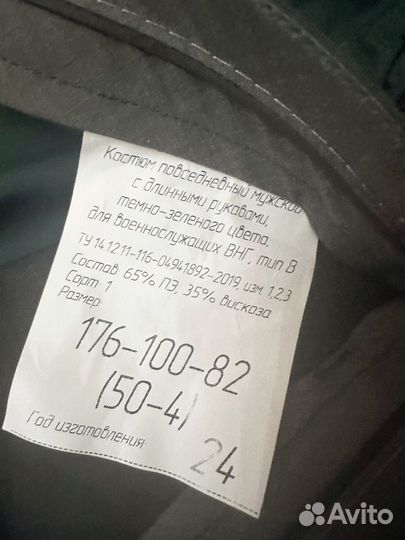 Костюм повседневный мужской
с длинными рукавами,
темно-зеленого цвета,
для военнослужащих ВНГ, тип В
ТУ 14.12.11-116-04941892-2019, изм. 1,2,3
Состав: 65% ПЭ, 35% вискоза
Сорт: 1
Размер:
176-100-82
(50-4)
Год изготовления 24
Avito